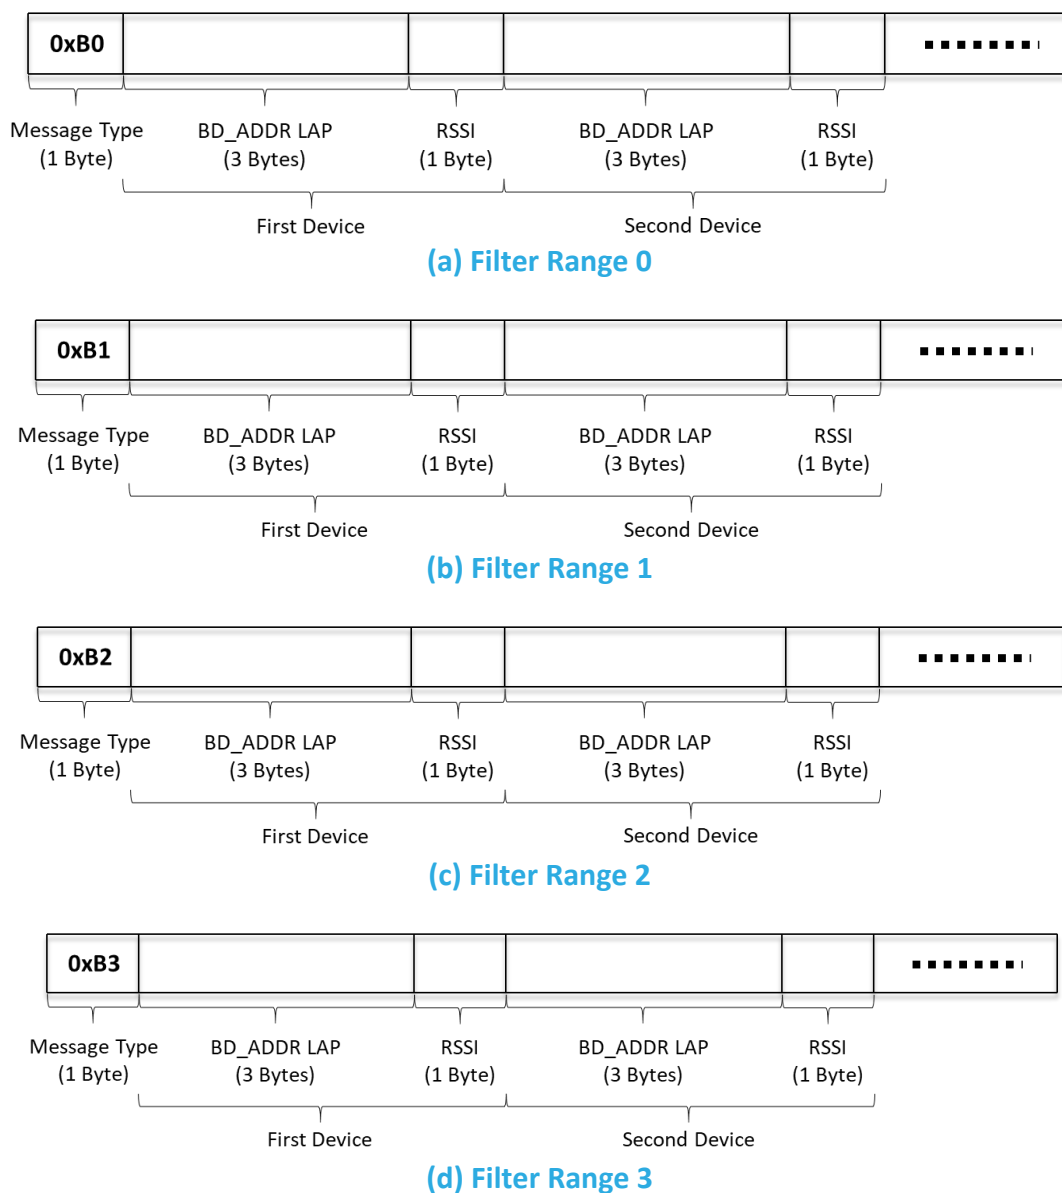 0xB0
Message Type BD_ADDR LAP RSSI BD_ADDR LAP RSSI
(1 Byte) (3 Bytes) (1 Byte) (3 Bytes) (1 Byte)
First Device Second Device
(a) Filter Range 0
0xB1
Message Type BD_ADDR LAP RSSI BD_ADDR LAP RSSI
(1 Byte) (3 Bytes) (1 Byte) (3 Bytes) (1 Byte)
First Device Second Device
(b) Filter Range 1
0xB2
Message Type BD_ADDR LAP RSSI BD_ADDR LAP RSSI
(1 Byte) (3 Bytes) (1 Byte) (3 Bytes) (1 Byte)
First Device Second Device
(c) Filter Range 2
0xB3
Message Type BD_ADDR LAP RSSI BD_ADDR LAP RSSI
(1 Byte) (3 Bytes) (1 Byte) (3 Bytes) (1 Byte)
First Device Second Device
(d) Filter Range 3